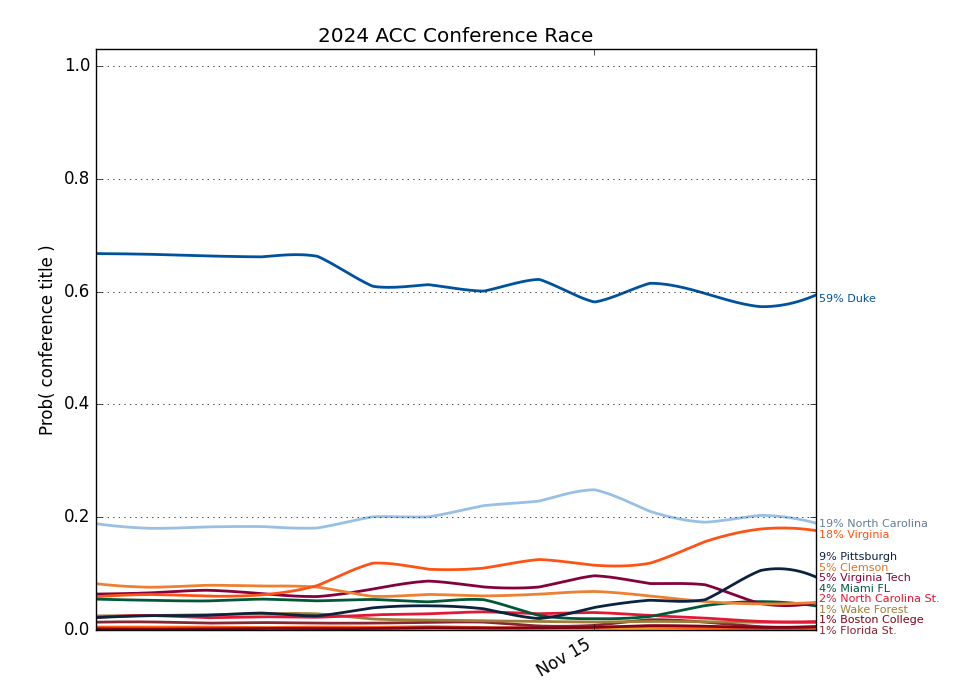 2024 ACC Conference Race
1.0
0.8
0.6
0.4
0.2
0.0
Prob( conference title )
Nov 15
59% Duke
19% North Carolina
18% Virginia
9% Pittsburgh
5% Clemson
5% Virginia Tech
4% Miami FL
2% North Carolina St.
1% Wake Forest
1% Boston College
1% Florida St.